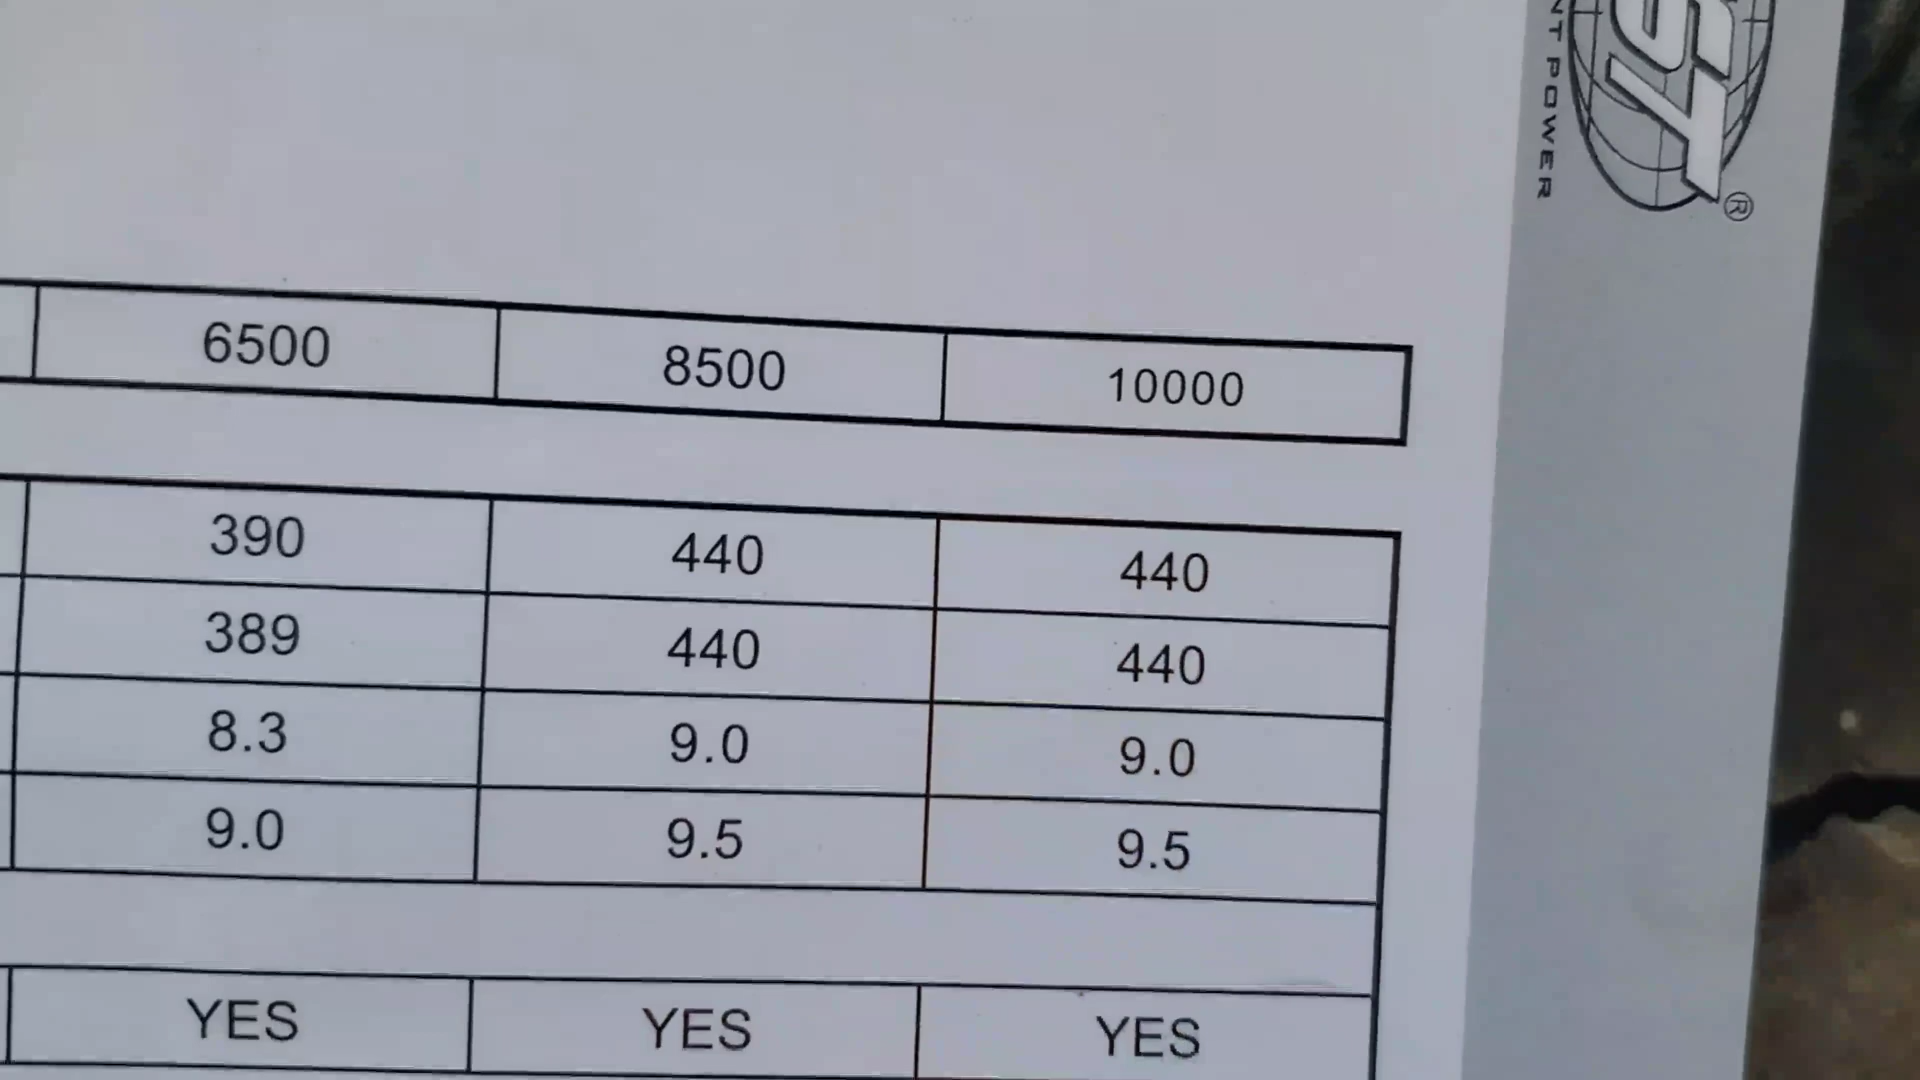 6500 8500 10000
390 440 440
389 440 440
8.3 9.0 9.0
9.0 9.5 9.5
YES YES YES
POWER
®